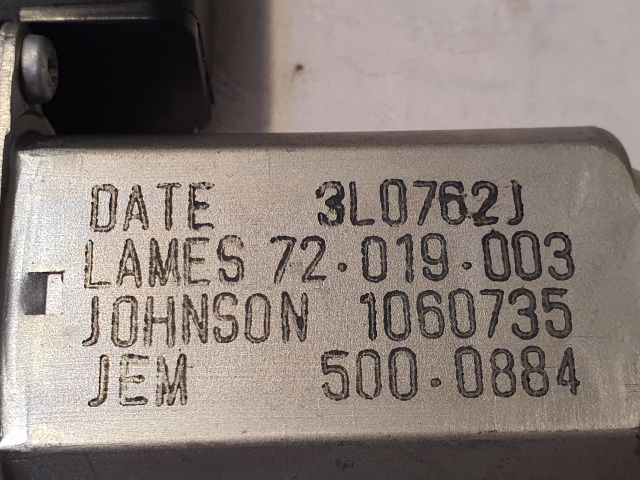 DATE 3L0762J
LAMES 72.019.003
JOHNSON 1060735
JEM 500.0884